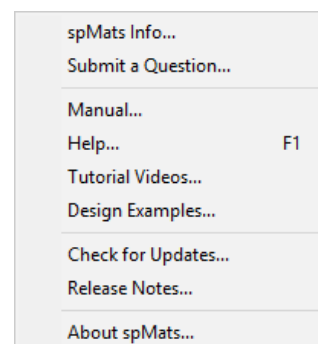 spMats Info...
Submit a Question...
Manual...
Help... F1
Tutorial Videos...
Design Examples...
Check for Updates...
Release Notes...
About spMats...